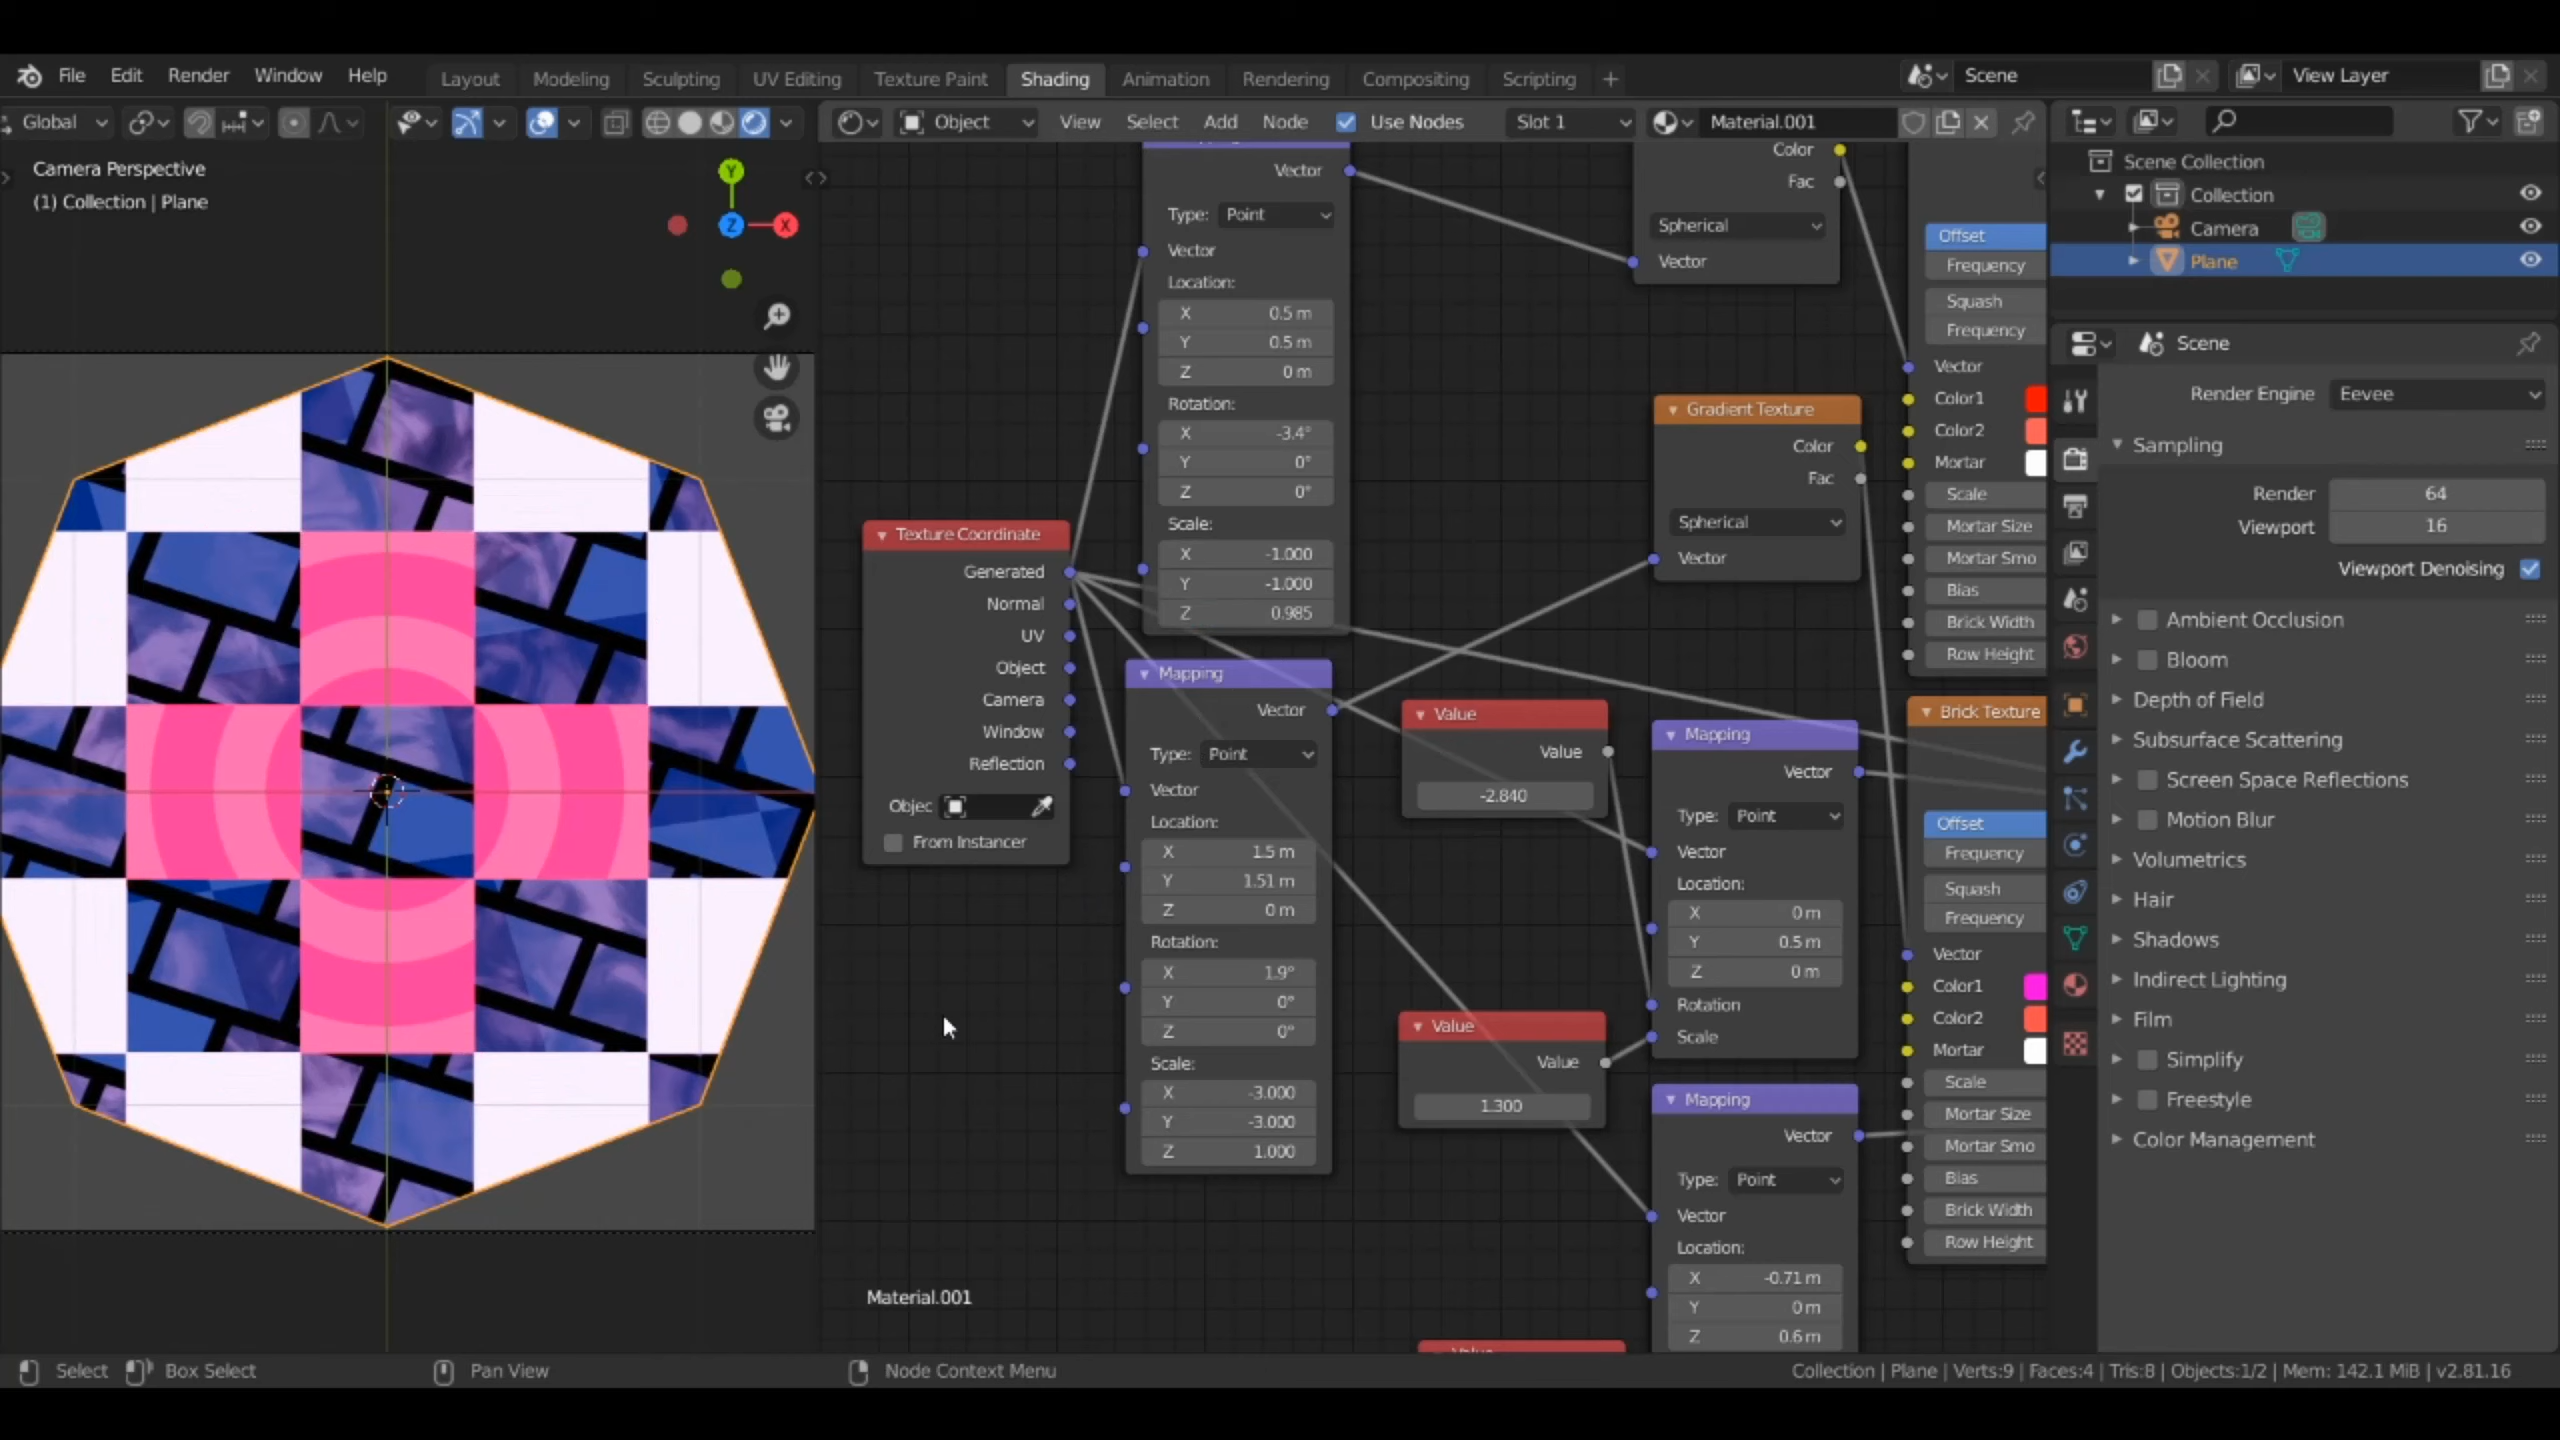 File Edit Render Window Help Layout Modeling Sculpting UV Editing Texture Paint Shading Animation Rendering Compositing Scripting + Scene View Layer
Global Object View Select Add Node Use Nodes Slot 1 Material.001
Camera Perspective
(1) Collection | Plane
Y
Z
X
Vector
Type: Point
Vector
Location:
X 0.5 m
Y 0.5 m
Z 0 m
Rotation:
X -3.4°
Y 0°
Z 0°
Scale:
X -1.000
Y -1.000
Z 0.985
Texture Coordinate
Generated
Normal
UV
Object
Camera
Window
Reflection
Objec
From Instancer
Mapping
Vector
Type: Point
Vector
Location:
X 1.5 m
Y 1.51 m
Z 0 m
Rotation:
X 1.9°
Y 0°
Z 0°
Scale:
X -3.000
Y -3.000
Z 1.000
Value
Value
-2.840
Value
Value
1.300
Color
Fac
Spherical
Vector
Gradient Texture
Color
Fac
Spherical
Vector
Mapping
Vector
Type: Point
Vector
Location:
X 0 m
Y 0.5 m
Z 0 m
Rotation
Scale
Mapping
Vector
Type: Point
Vector
Location:
X -0.71 m
Y 0 m
Z 0.6 m
Offset
Frequency
Squash
Frequency
Vector
Color1
Color2
Mortar
Scale
Mortar Size
Mortar Smo
Bias
Brick Width
Row Height
Brick Texture
Offset
Frequency
Squash
Frequency
Vector
Color1
Color2
Mortar
Scale
Mortar Size
Mortar Smo
Bias
Brick Width
Row Height
Material.001
Scene Collection
Collection
Camera
Plane
Scene
Render Engine Eevee
Sampling
Render 64
Viewport 16
Viewport Denoising
Ambient Occlusion
Bloom
Depth of Field
Subsurface Scattering
Screen Space Reflections
Motion Blur
Volumetrics
Hair
Shadows
Indirect Lighting
Film
Simplify
Freestyle
Color Management
Select Box Select Pan View Node Context Menu Collection | Plane | Verts:9 | Faces:4 | Tris:8 | Objects:1/2 | Mem: 142.1 MiB | v2.81.16